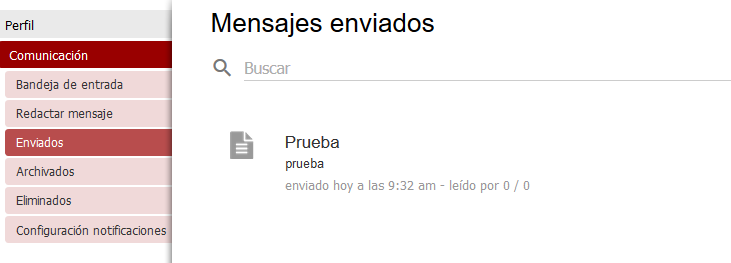 Perfil
Comunicación
Bandeja de entrada
Redactar mensaje
Enviados
Archivados
Eliminados
Configuración notificaciones
Mensajes enviados
Buscar
Prueba
prueba
enviado hoy a las 9:32 am - leído por 0 / 0